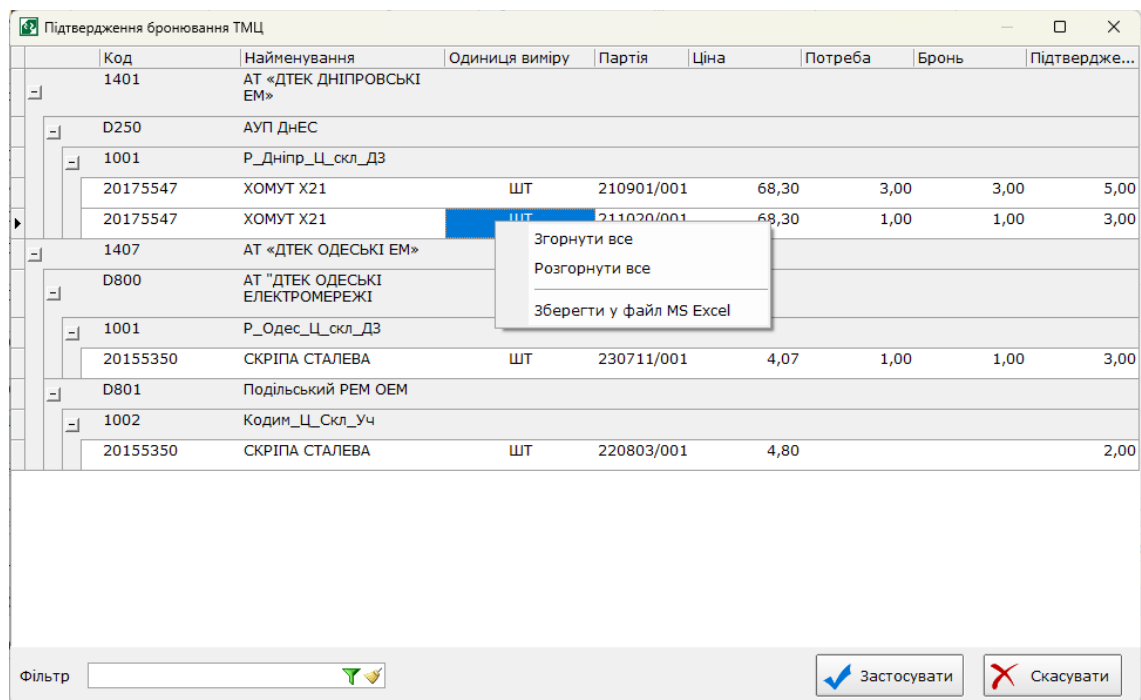 Підтвердження бронювання ТМЦ
Код Найменування Одиниця виміру Партія Ціна Потреба Бронь Підтвердже...
1401 АТ «ДТЕК ДНІПРОВСЬКІ
ЕМ»
D250 АУП ДнЕС
1001 Р_Дніпр_Ц_скл_ДЗ
20175547 ХОМУТ Х21 ШТ 210901/001 68,30 3,00 3,00 5,00
20175547 ХОМУТ Х21 ШТ 211020/001 68,30 1,00 1,00 3,00
Згорнути все
Розгорнути все
Зберегти у файл MS Excel
1407 АТ «ДТЕК ОДЕСЬКІ ЕМ»
D800 АТ "ДТЕК ОДЕСЬКІ
ЕЛЕКТРОМЕРЕЖІ
1001 Р_Одес_Ц_скл_ДЗ
20155350 СКРІПА СТАЛЕВА ШТ 230711/001 4,07 1,00 1,00 3,00
D801 Подільський РЕМ ОЕМ
1002 Кодим_Ц_Скл_Уч
20155350 СКРІПА СТАЛЕВА ШТ 220803/001 4,80 2,00
Фільтр Застосувати Скасувати